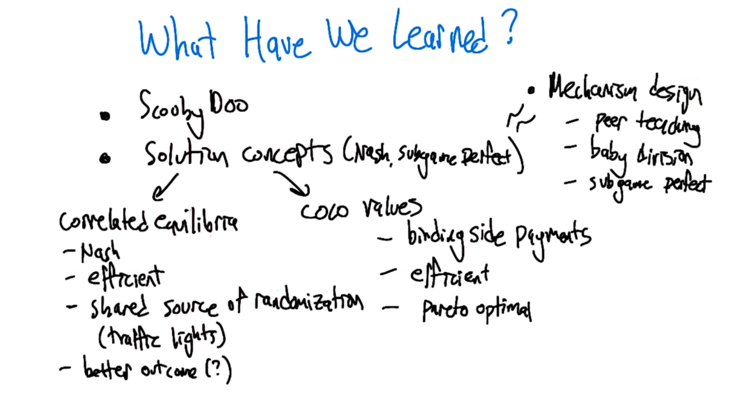 What Have We Learned?
• Scooby Doo
• Solution concepts (Nash, subgame perfect)
correlated equilibria
- Nash
- efficient
- shared source of randomization
(traffic lights)
- better outcome (?)
coco values
- binding side payments
- efficient
- pareto optimal
• Mechanism design
- peer teaching
- baby division
- subgame perfect